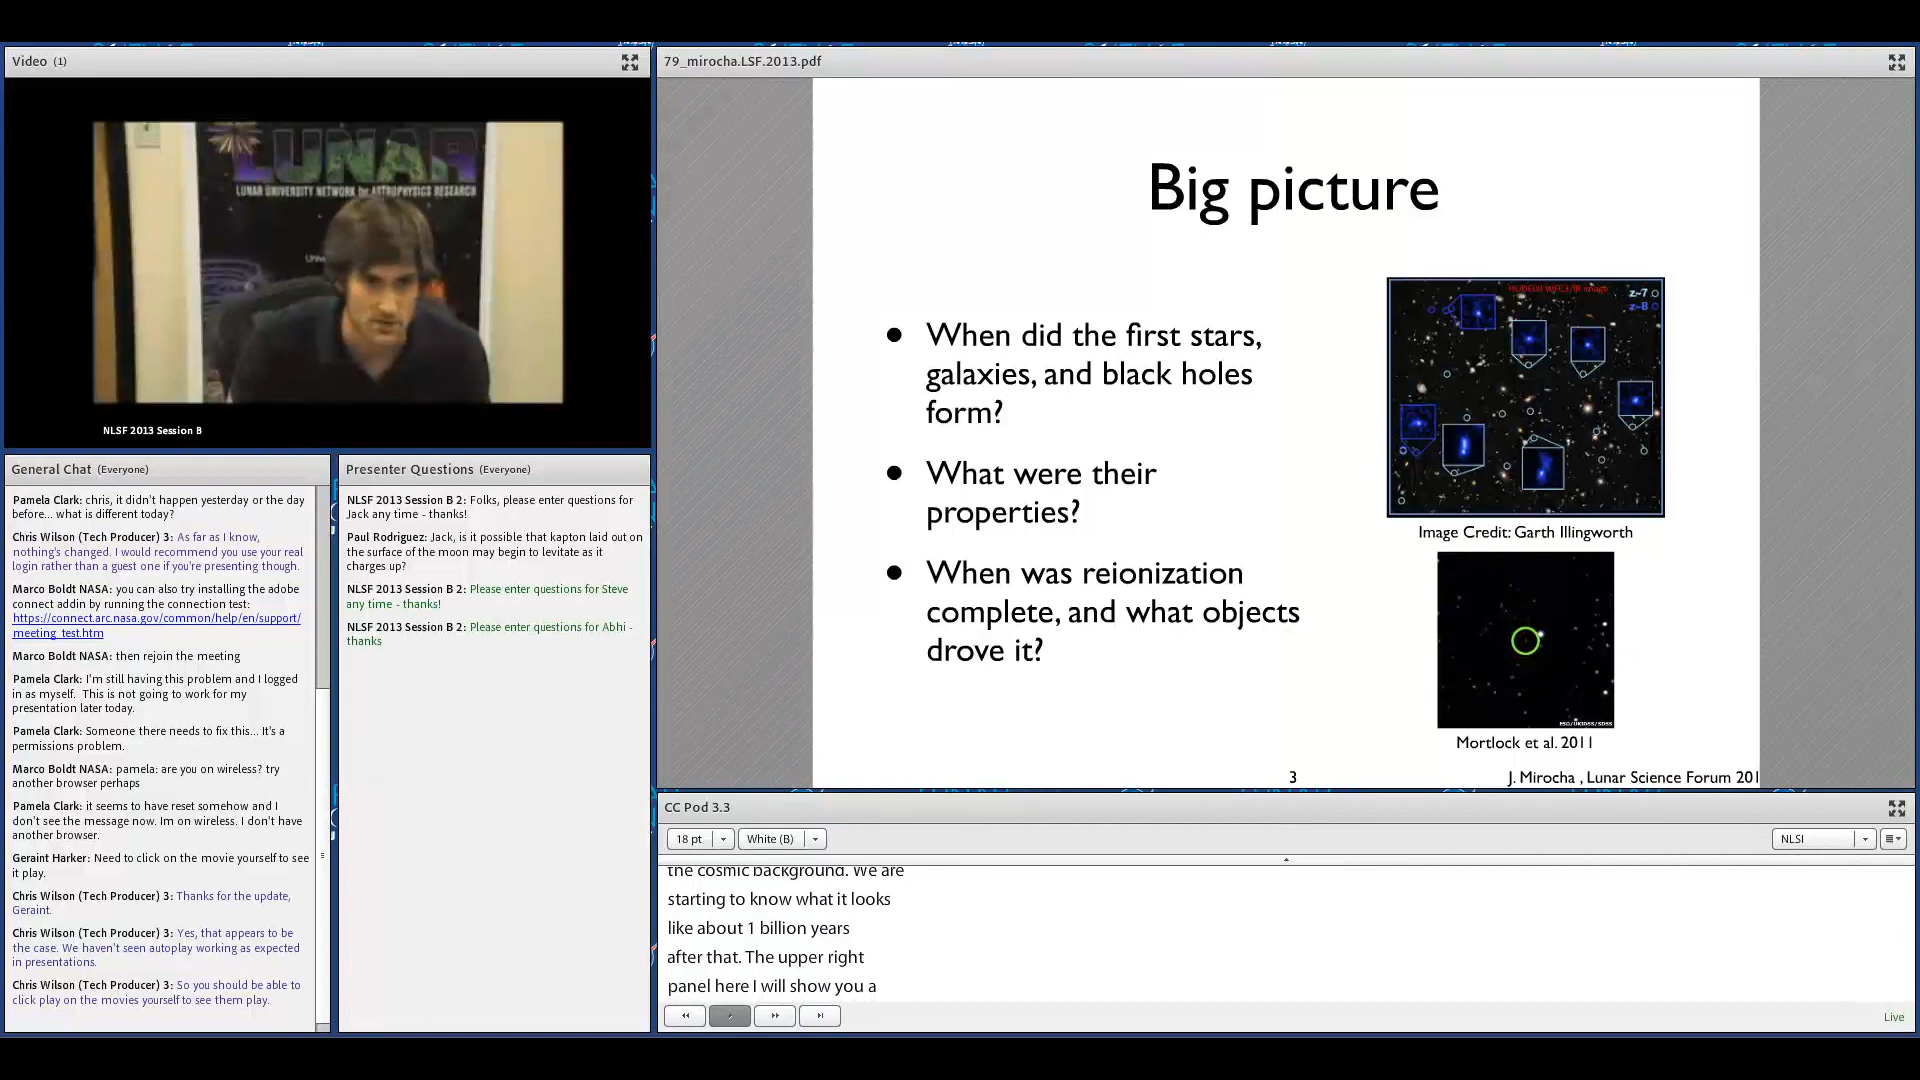 Video (1)
LUNAR
LUNAR UNIVERSITY NETWORK for ASTROPHYSICS RESEARCH
NLSF 2013 Session B
General Chat (Everyone)
Pamela Clark: chris, it didn't happen yesterday or the day
before... what is different today?
Chris Wilson (Tech Producer) 3: As far as I know,
nothing's changed. I would recommend you use your real
login rather than a guest one if you're presenting though.
Marco Boldt NASA: you can also try installing the adobe
connect addin by running the connection test:
https://connect.arc.nasa.gov/common/help/en/support/
meeting_test.htm
Marco Boldt NASA: then rejoin the meeting
Pamela Clark: I'm still having this problem and I logged
in as myself. This is not going to work for my
presentation later today.
Pamela Clark: Someone there needs to fix this... It's a
permissions problem.
Marco Boldt NASA: pamela: are you on wireless? try
another browser perhaps
Pamela Clark: it seems to have reset somehow and I
don't see the message now. Im on wireless. I don't have
another browser.
Geraint Harker: Need to click on the movie yourself to see
it play.
Chris Wilson (Tech Producer) 3: Thanks for the update,
Geraint.
Chris Wilson (Tech Producer) 3: Yes, that appears to be
the case. We haven't seen autoplay working as expected
in presentations.
Chris Wilson (Tech Producer) 3: So you should be able to
click play on the movies yourself to see them play.
Presenter Questions (Everyone)
NLSF 2013 Session B 2: Folks, please enter questions for
Jack any time - thanks!
Paul Rodriguez: Jack, is it possible that kapton laid out on
the surface of the moon may begin to levitate as it
charges up?
NLSF 2013 Session B 2: Please enter questions for Steve
any time - thanks!
NLSF 2013 Session B 2: Please enter questions for Abhi -
thanks
79_mirocha.LSF.2013.pdf
Big picture
● When did the first stars,
galaxies, and black holes
form?
● What were their
properties?
● When was reionization
complete, and what objects
drove it?
HUDF09 WFC3/IR image
z~7
z~8
Image Credit: Garth Illingworth
ESO/UKIDSS/SDSS
Mortlock et al. 2011
3
J. Mirocha , Lunar Science Forum 201
CC Pod 3.3
18 pt
White (B)
NLSI
the cosmic background. We are
starting to know what it looks
like about 1 billion years
after that. The upper right
panel here I will show you a
Live